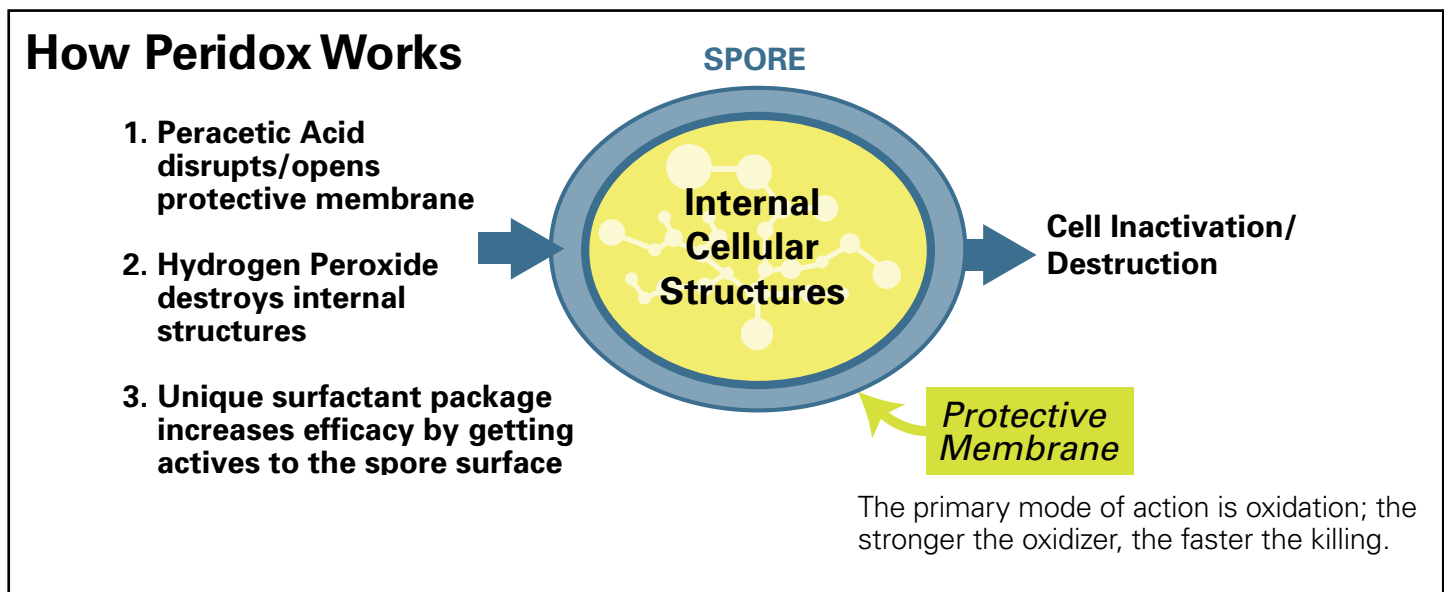 How Peridox Works
1. Peracetic Acid
disrupts/opens
protective membrane
2. Hydrogen Peroxide
destroys internal
structures
3. Unique surfactant package
increases efficacy by getting
actives to the spore surface
SPORE
Internal
Cellular
Structures
Cell Inactivation/
Destruction
Protective
Membrane
The primary mode of action is oxidation; the
stronger the oxidizer, the faster the killing.